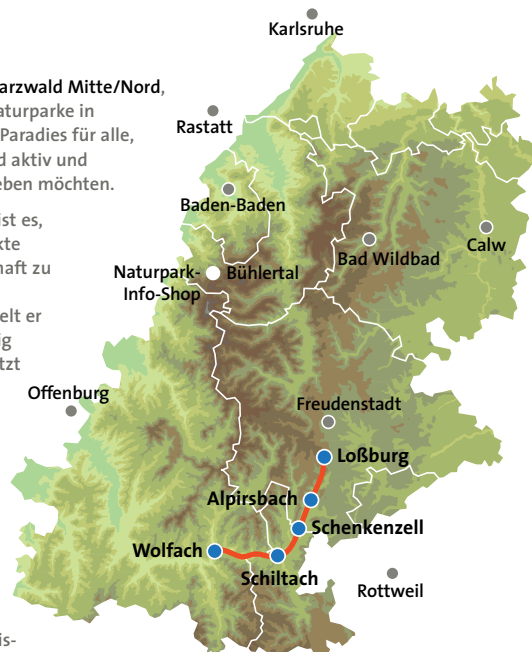 Karlsruhe
arzwald Mitte/Nord,
aturparke in
Paradies für alle,
d aktiv und
eben möchten.
ist es,
kte
haft zu
elt er
ig
tzt
is-
Rastatt
Baden-Baden
Bad Wildbad
Calw
Naturpark-
Info-Shop
Bühlertal
Offenburg
Freudenstadt
Loßburg
Alpirsbach
Schenkenzell
Wolfach
Schiltach
Rottweil